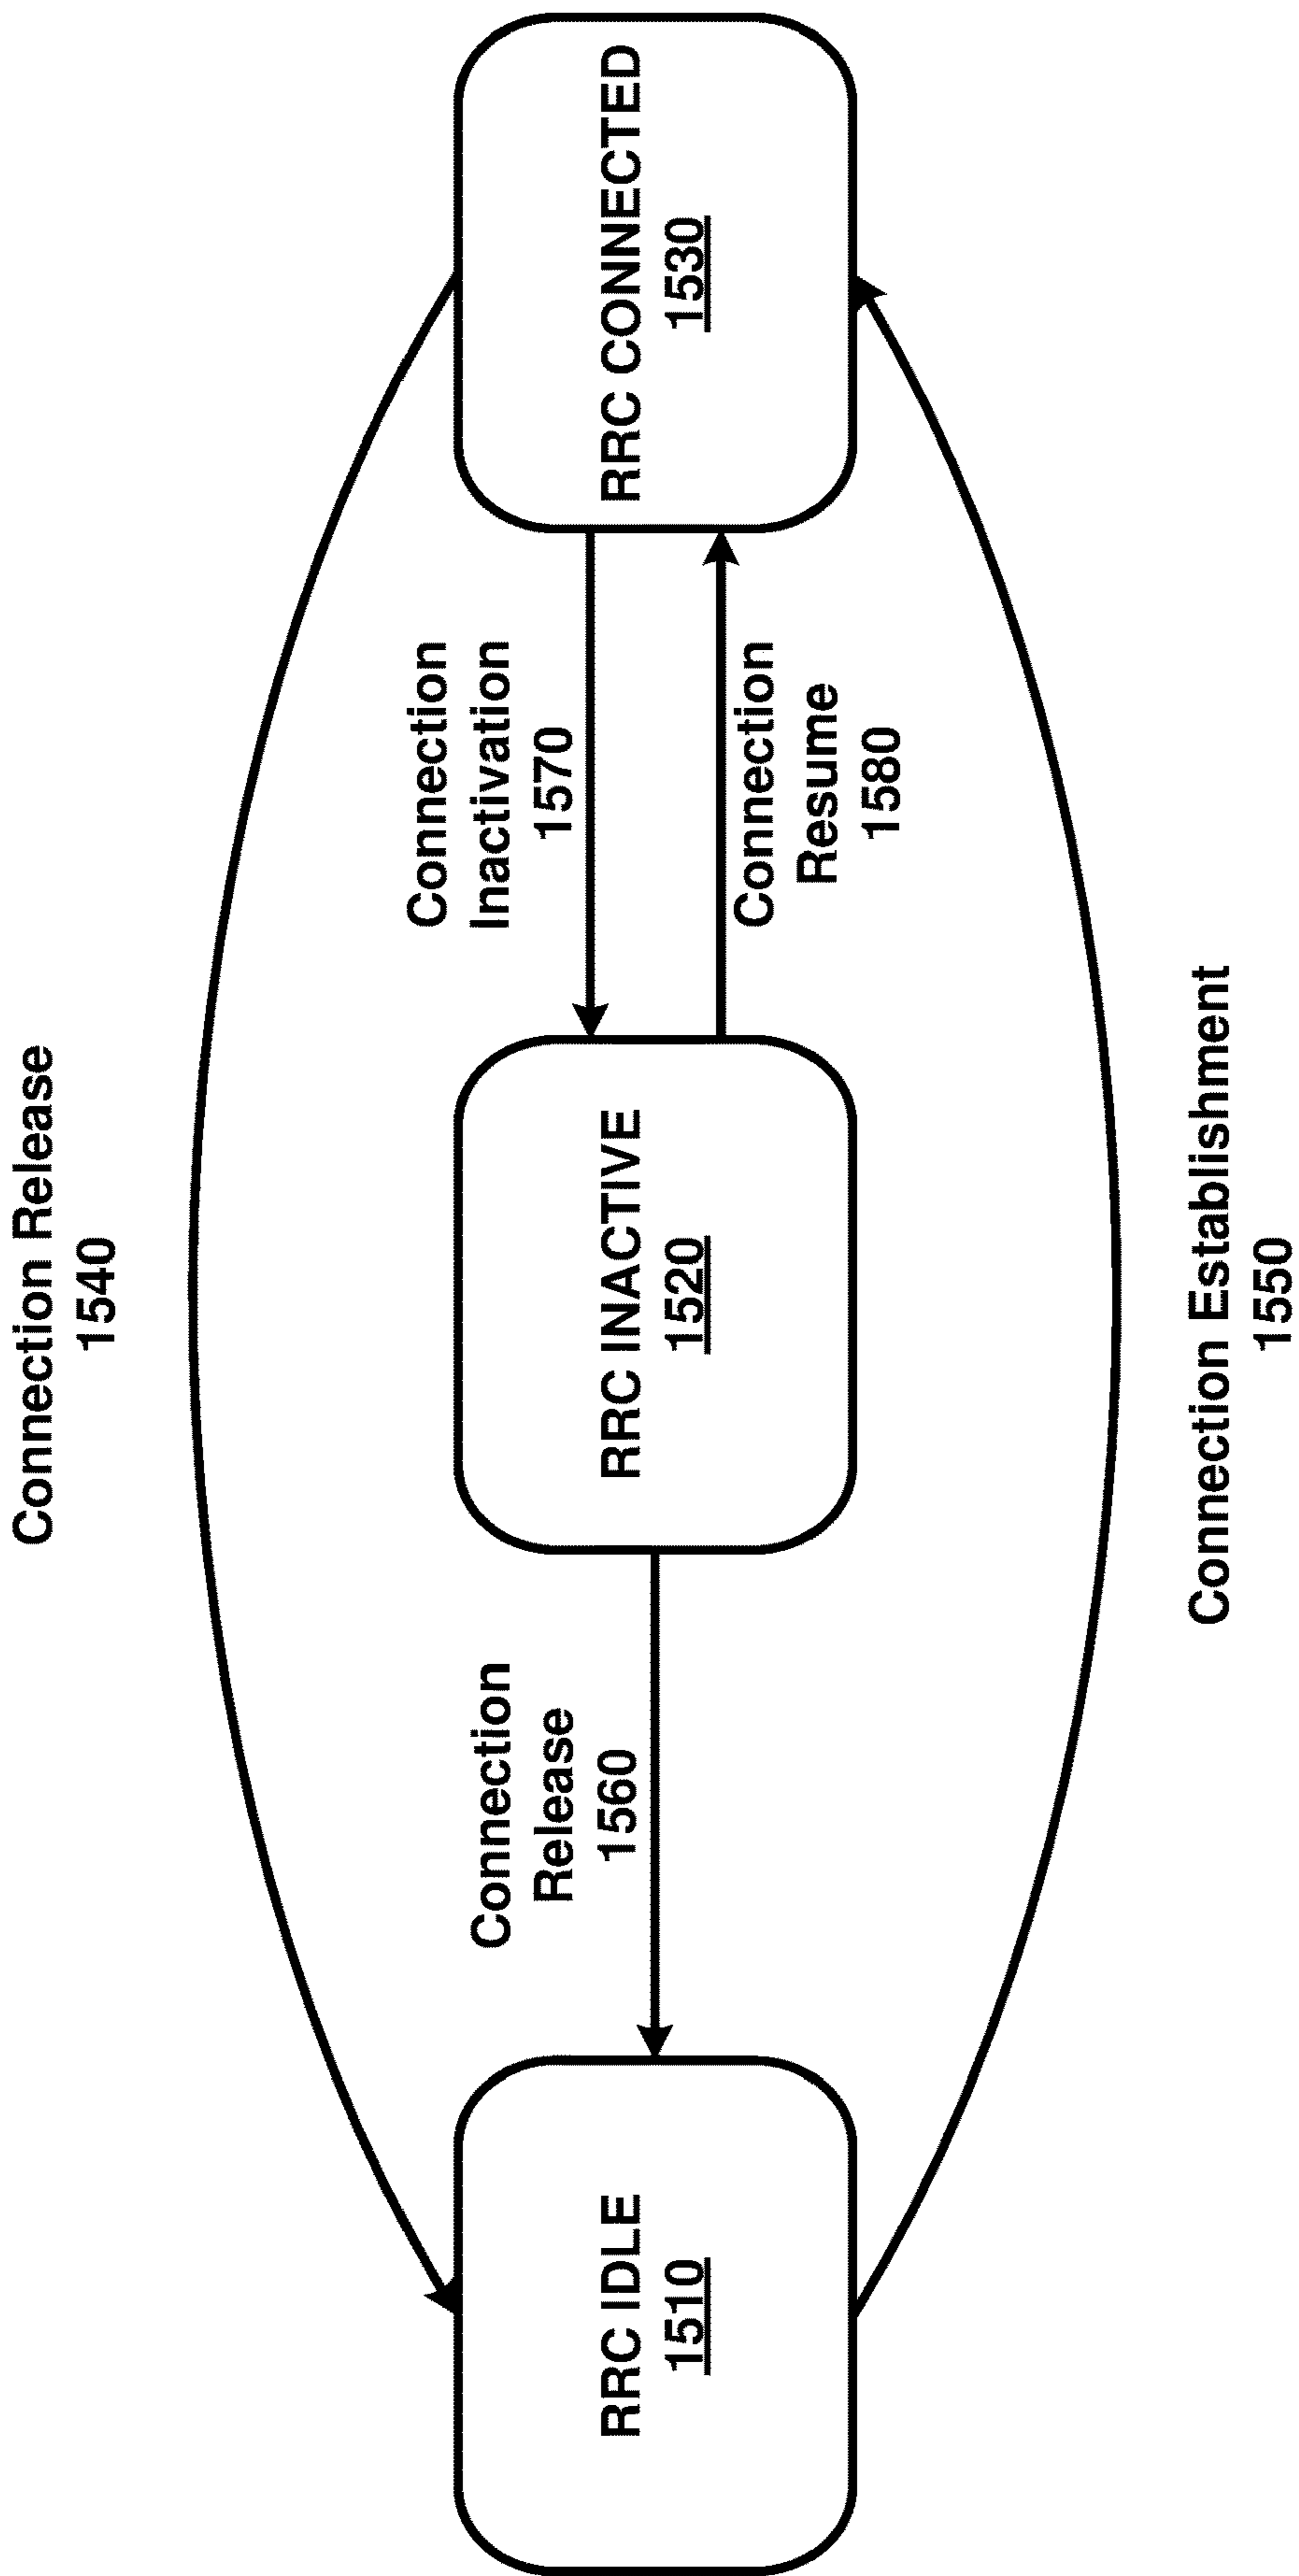 Connection Release
1540
Connection
Inactivation
1570
Connection
Release
1560
RRC IDLE
1510
RRC INACTIVE
1520
RRC CONNECTED
1530
Connection
Resume
1580
Connection Establishment
1550